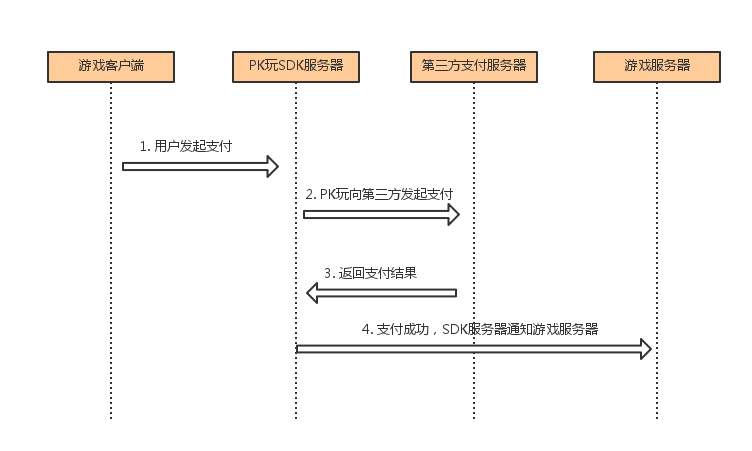 游戏客户端
PK玩SDK服务器
第三方支付服务器
游戏服务器
1. 用户发起支付
2. PK玩向第三方发起支付
3. 返回支付结果
4. 支付成功，SDK服务器通知游戏服务器